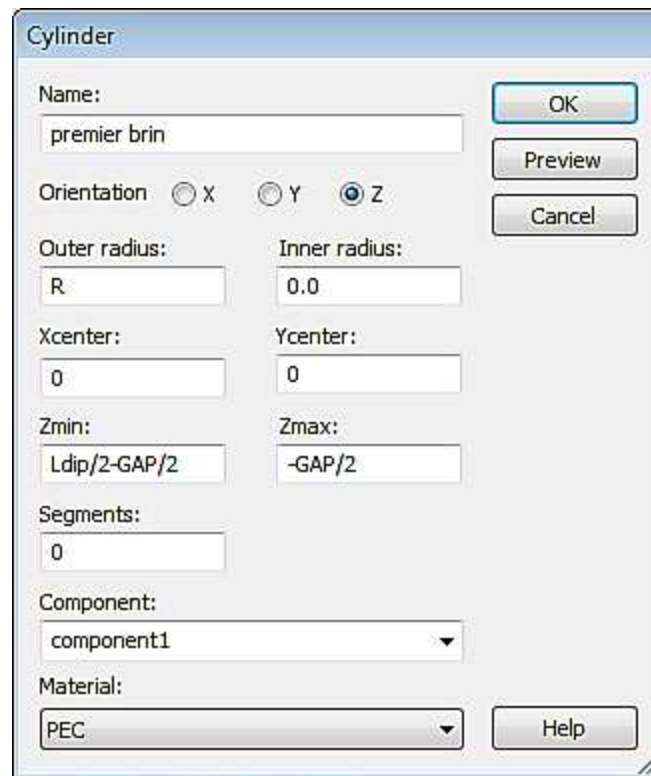 Cylinder
Name:
OK
premier brin
Preview
Orientation X Y Z
Cancel
Outer radius: Inner radius:
R 0.0
Xcenter: Ycenter:
0 0
Zmin: Zmax:
Ldip/2-GAP/2 -GAP/2
Segments:
0
Component:
component1
Material:
PEC Help